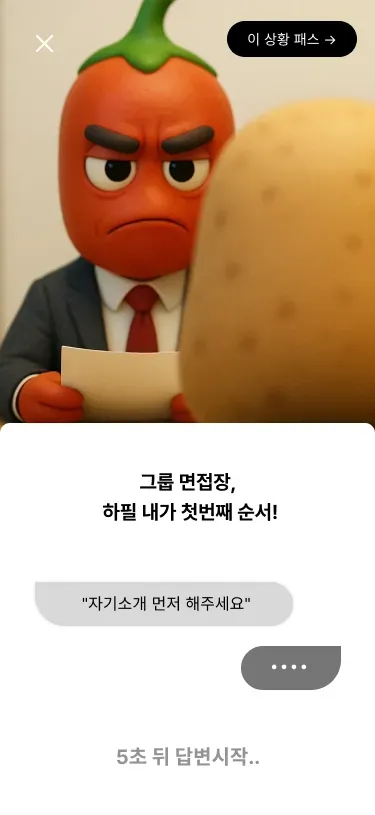 이 상황 패스 →
그룹 면접장,
하필 내가 첫번째 순서!
"자기소개 먼저 해주세요"
••••
5초 뒤 답변시작..